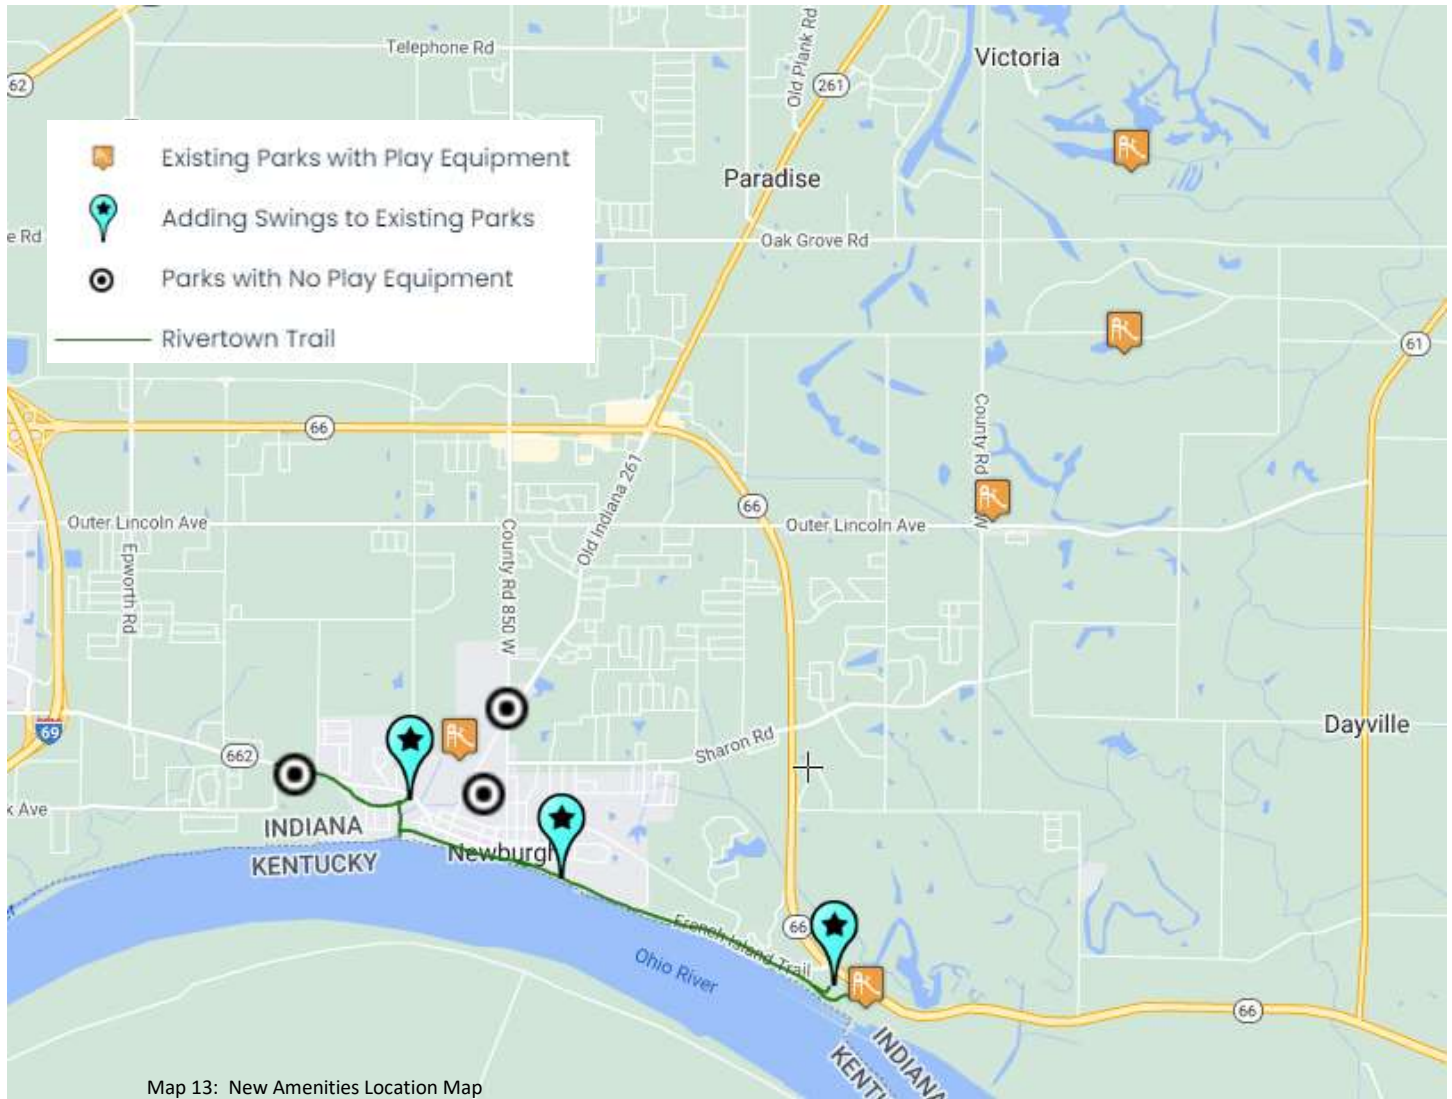 Telephone Rd
Old Plank Rd
Victoria
62
261
Existing Parks with Play Equipment
Adding Swings to Existing Parks
Parks with No Play Equipment
Rivertown Trail
Paradise
e Rd
Oak Grove Rd
61
66
County Rd
W
Old Indiana 261
66
Outer Lincoln Ave
Outer Lincoln Ave
Epworth Rd
County Rd 850 W
69
662
Sharon Rd
Dayville
k Ave
INDIANA
KENTUCKY
Newburgh
66
French Island Trail
Ohio River
66
INDIANA
Map 13: New Amenities Location Map